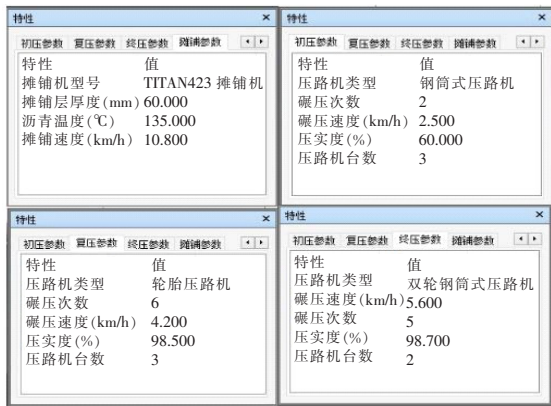 特性 ×
初压参数 复压参数 终压参数 摊铺参数
特性 值
摊铺机型号 TITAN423 摊铺机
摊铺层厚度(mm) 60.000
沥青温度(℃) 135.000
摊铺速度(km/h) 10.800
特性 ×
初压参数 复压参数 终压参数 摊铺参数
特性 值
压路机类型 钢筒式压路机
碾压次数 2
碾压速度(km/h) 2.500
压实度(%) 60.000
压路机台数 3
特性 ×
初压参数 复压参数 终压参数 摊铺参数
特性 值
压路机类型 轮胎压路机
碾压次数 6
碾压速度(km/h) 4.200
压实度(%) 98.500
压路机台数 3
特性 ×
初压参数 复压参数 终压参数 摊铺参数
特性 值
压路机类型 双轮钢筒式压路机
碾压速度(km/h) 5.600
碾压次数 5
压实度(%) 98.700
压路机台数 2